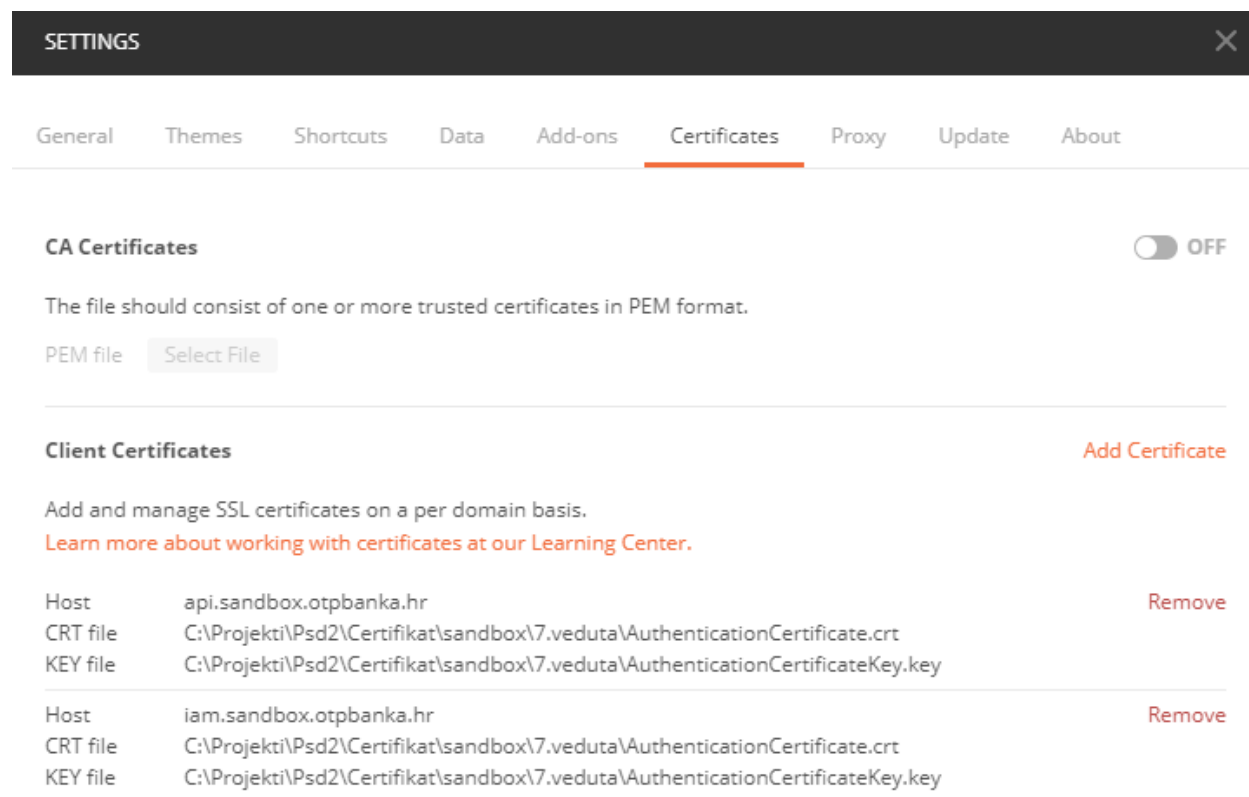 SETTINGS
General Themes Shortcuts Data Add-ons Certificates Proxy Update About
CA Certificates OFF
The file should consist of one or more trusted certificates in PEM format.
PEM file Select File
Client Certificates Add Certificate
Add and manage SSL certificates on a per domain basis.
Learn more about working with certificates at our Learning Center.
Host api.sandbox.otpbanka.hr Remove
CRT file C:\Projekti\Psd2\Certifikat\sandbox\7.veduta\AuthenticationCertificate.crt
KEY file C:\Projekti\Psd2\Certifikat\sandbox\7.veduta\AuthenticationCertificateKey.key
Host iam.sandbox.otpbanka.hr Remove
CRT file C:\Projekti\Psd2\Certifikat\sandbox\7.veduta\AuthenticationCertificate.crt
KEY file C:\Projekti\Psd2\Certifikat\sandbox\7.veduta\AuthenticationCertificateKey.key